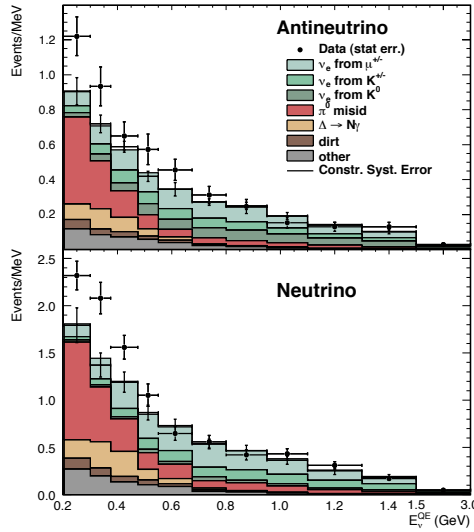 Events/MeV
1.2
1.0
0.8
0.6
0.4
0.2
Antineutrino
Data (stat err.)
νe from μ+/-
νe from K+/-
νe from K0
π0 misid
Δ → Nγ
dirt
other
Constr. Syst. Error
Events/MeV
2.5
2.0
1.5
1.0
0.5
0.0
Neutrino
0.2 0.4 0.6 0.8 1.0 1.2 1.4 1.5 3.0
EνQE (GeV)